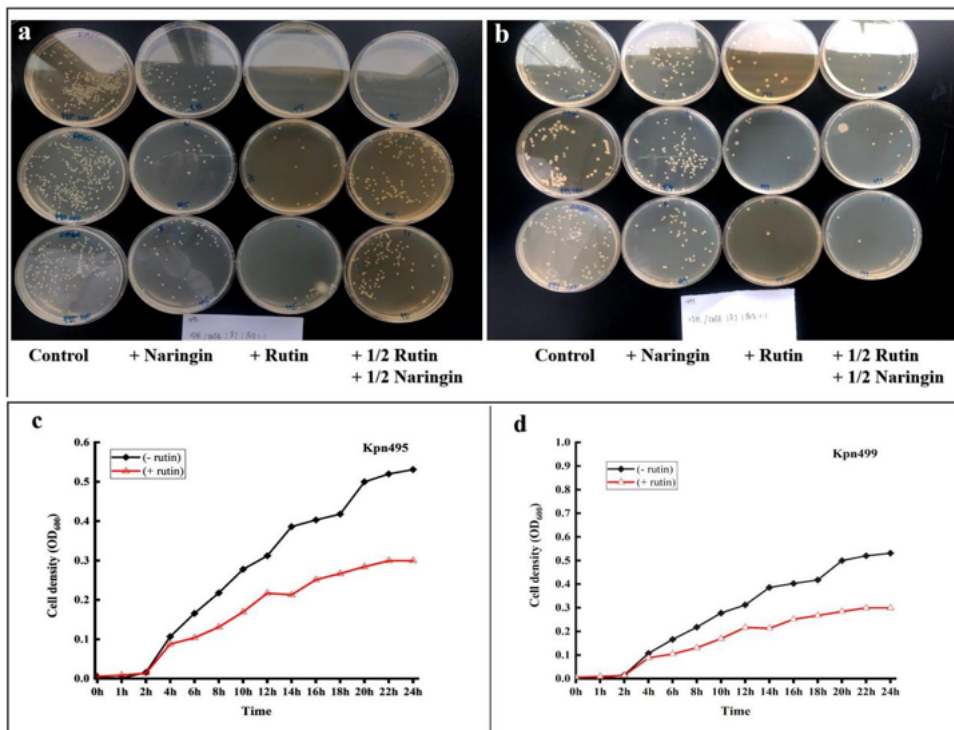 a
b
Control + Naringin + Rutin + 1/2 Rutin
+ 1/2 Naringin
Control + Naringin + Rutin + 1/2 Rutin
+ 1/2 Naringin
c
Kpn495
(- rutin)
(+ rutin)
Cell density (OD600)
0.6
0.5
0.4
0.3
0.2
0.1
0.0
0h 1h 2h 4h 6h 8h 10h 12h 14h 16h 18h 20h 22h 24h
Time
d
Kpn499
(- rutin)
(+ rutin)
Cell density (OD600)
1.0
0.9
0.8
0.7
0.6
0.5
0.4
0.3
0.2
0.1
0.0
0h 1h 2h 4h 6h 8h 10h 12h 14h 16h 18h 20h 22h 24h
Time